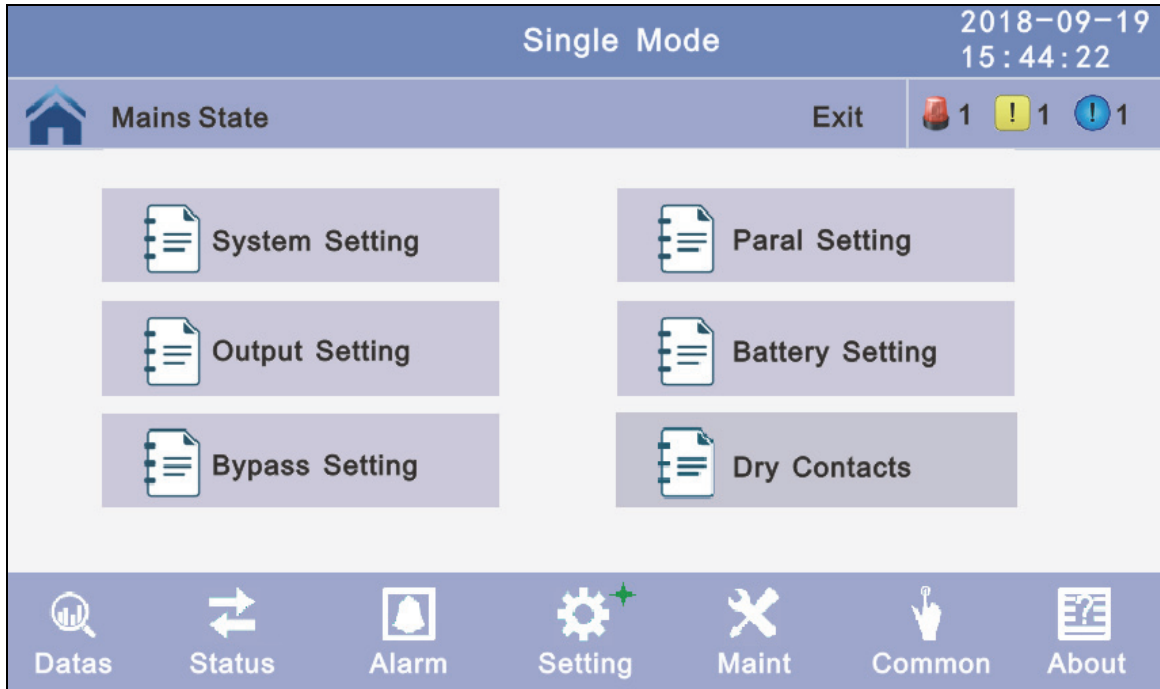 Single Mode
2018-09-19
15:44:22
Mains State
Exit
1
! 1
! 1
System Setting
Paral Setting
Output Setting
Battery Setting
Bypass Setting
Dry Contacts
Datas
Status
Alarm
Setting
Maint
Common
About